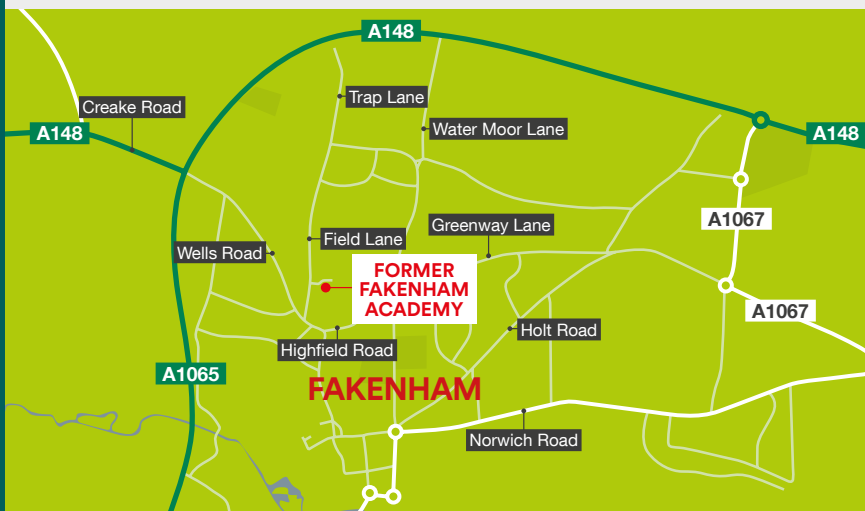 A148
Trap Lane
Creake Road
A148
Water Moor Lane
A148
A1067
Greenway Lane
Field Lane
Wells Road
FORMER
FAKENHAM
ACADEMY
A1067
Holt Road
Highfield Road
A1065
FAKENHAM
Norwich Road